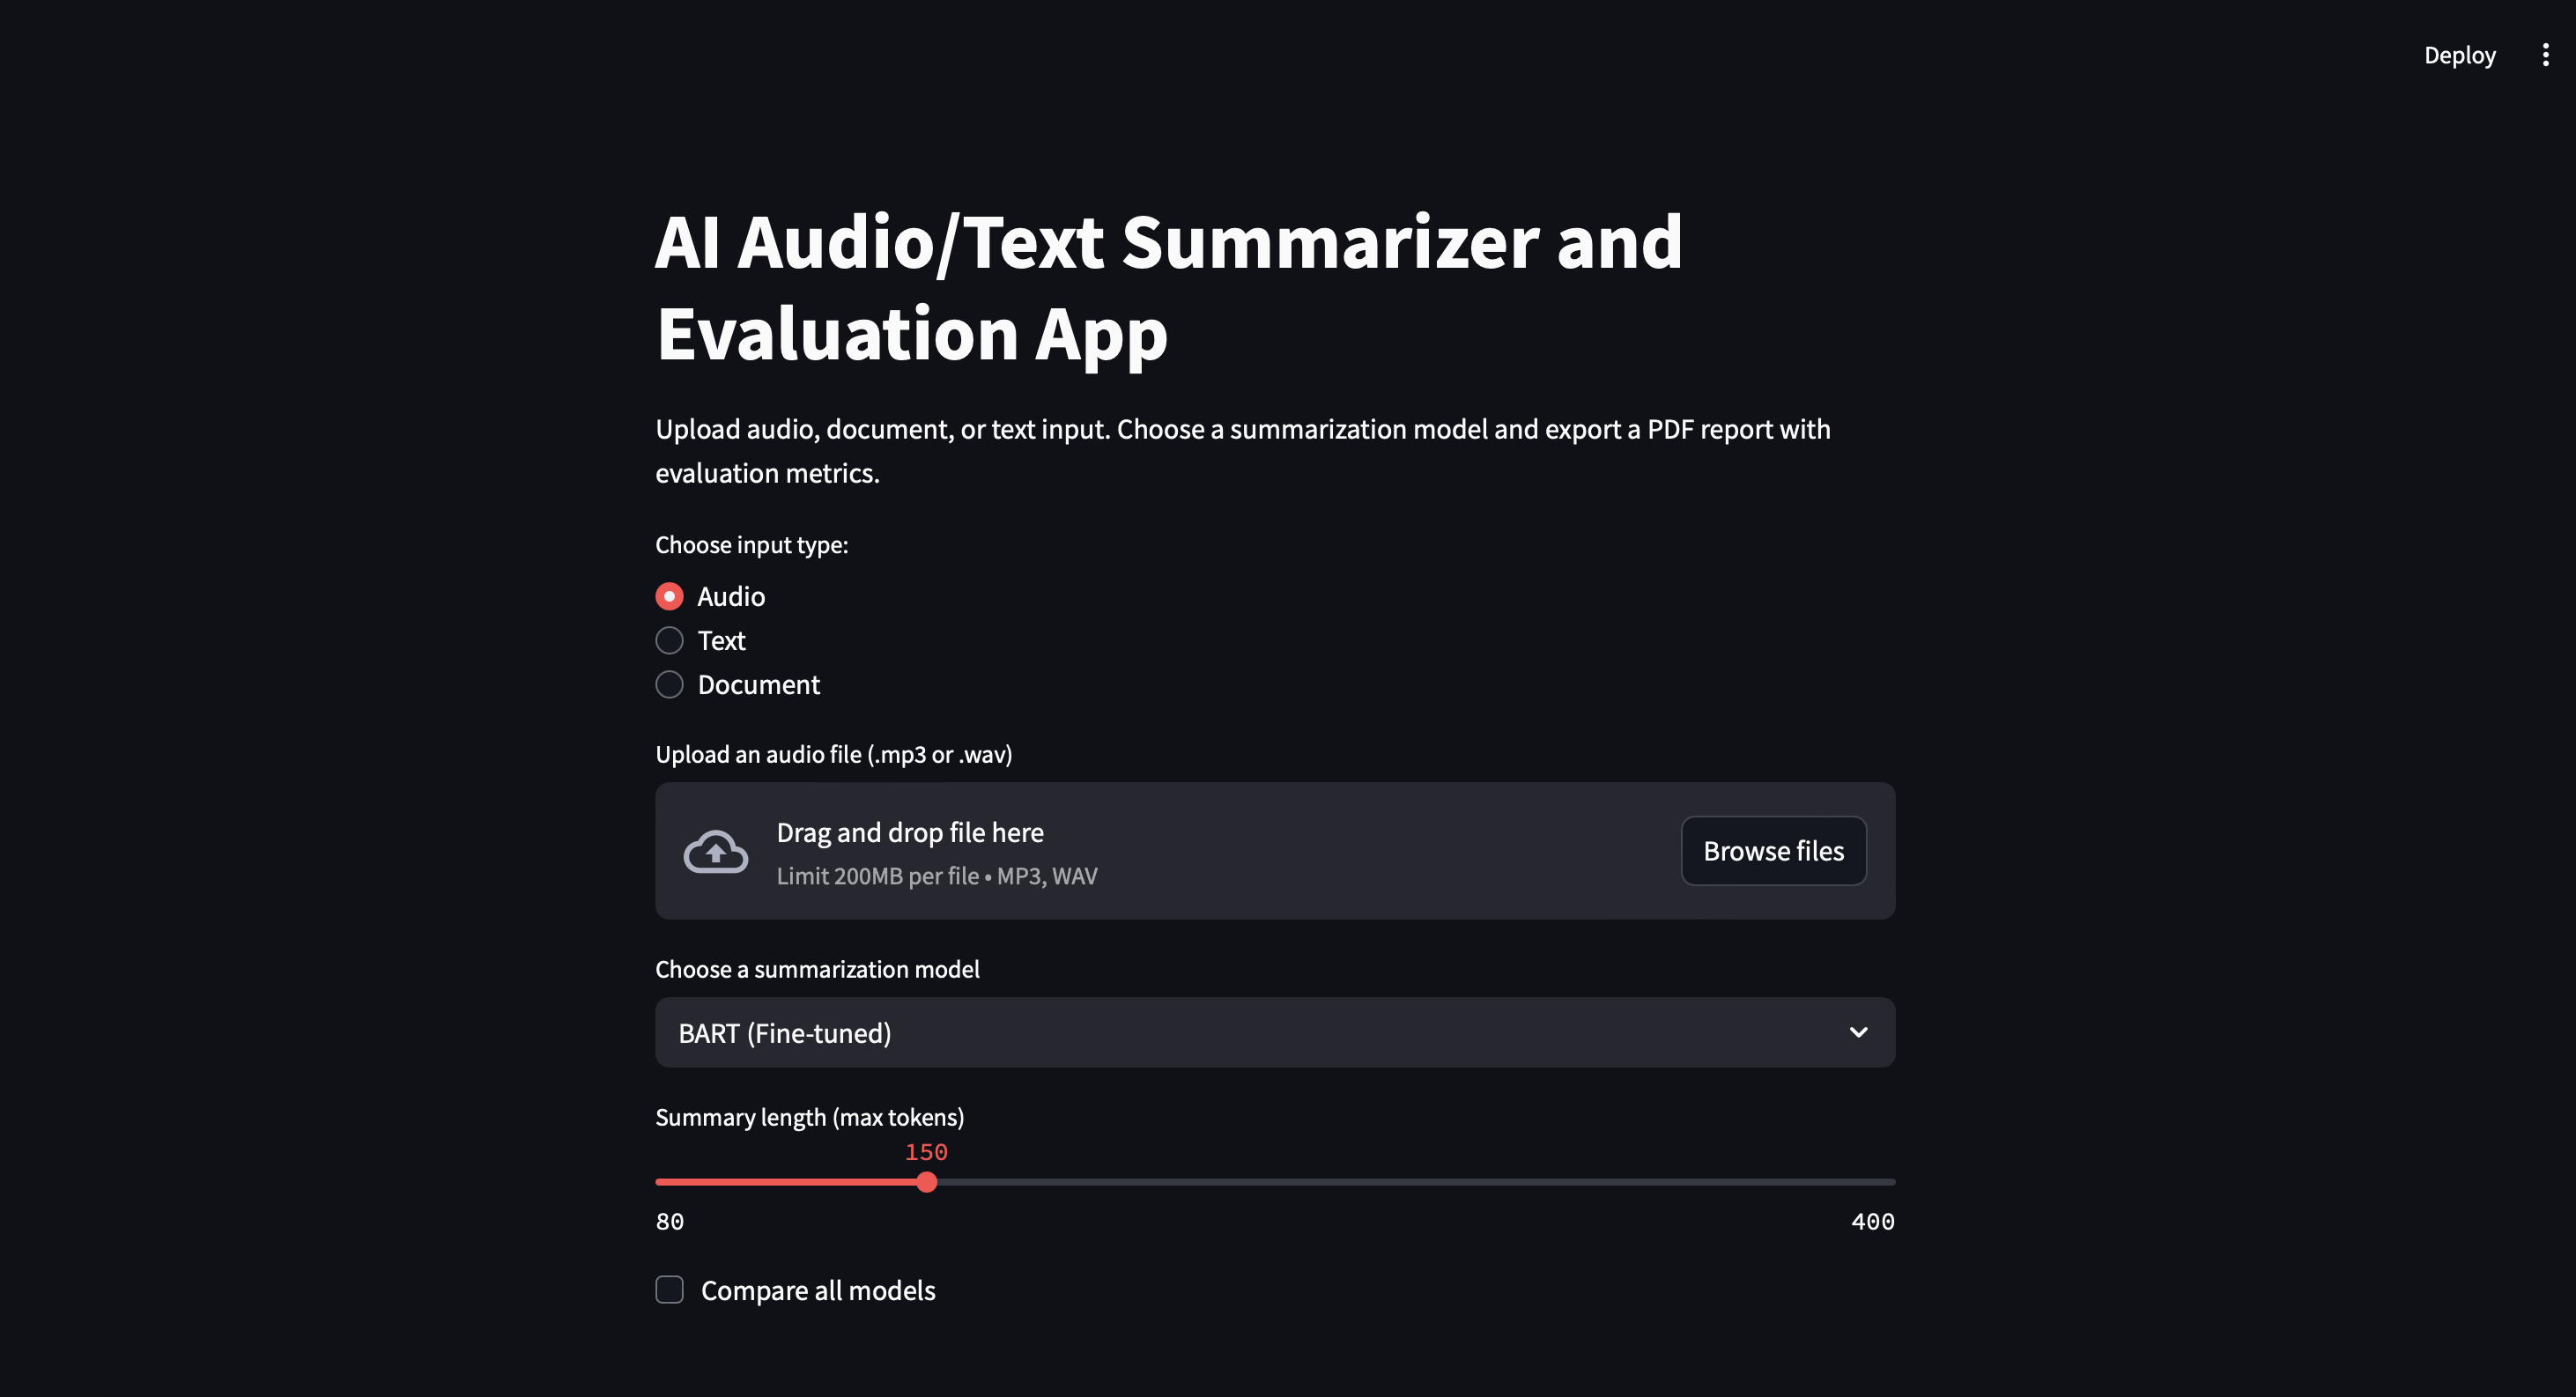 Deploy
AI Audio/Text Summarizer and
Evaluation App
Upload audio, document, or text input. Choose a summarization model and export a PDF report with
evaluation metrics.
Choose input type:
Audio
Text
Document
Upload an audio file (.mp3 or .wav)
Drag and drop file here
Limit 200MB per file • MP3, WAV
Browse files
Choose a summarization model
BART (Fine-tuned)
Summary length (max tokens)
150
80
400
Compare all models